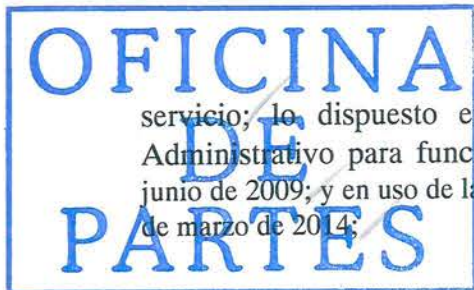 OFICINA
servicio; lo dispuesto e
DE
Administrativo para func
junio de 2009; y en uso de la
de marzo de 2014;
PARTES